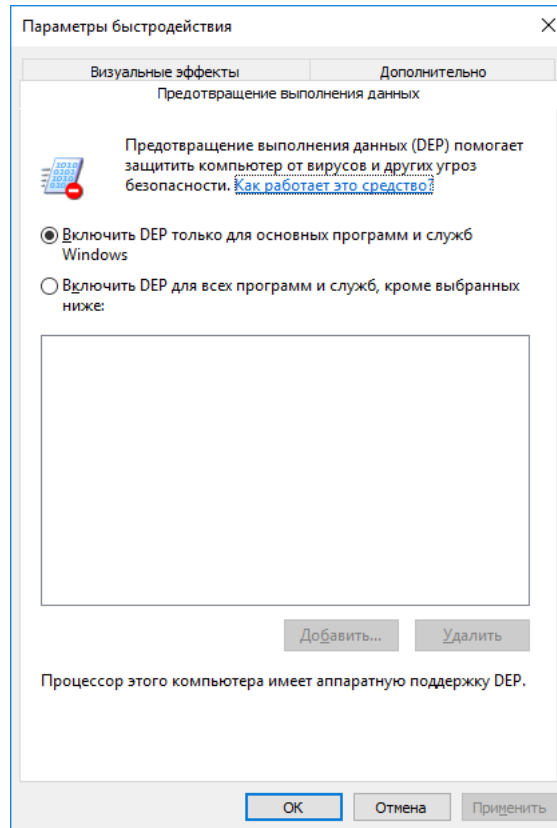 Параметры быстродействия
Визуальные эффекты
Дополнительно
Предотвращение выполнения данных
Предотвращение выполнения данных (DEP) помогает
защитить компьютер от вирусов и других угроз
безопасности. Как работает это средство?
Включить DEP только для основных программ и служб
Windows
Включить DEP для всех программ и служб, кроме выбранных
ниже:
Добавить...
Удалить
Процессор этого компьютера имеет аппаратную поддержку DEP.
ОК
Отмена
Применить